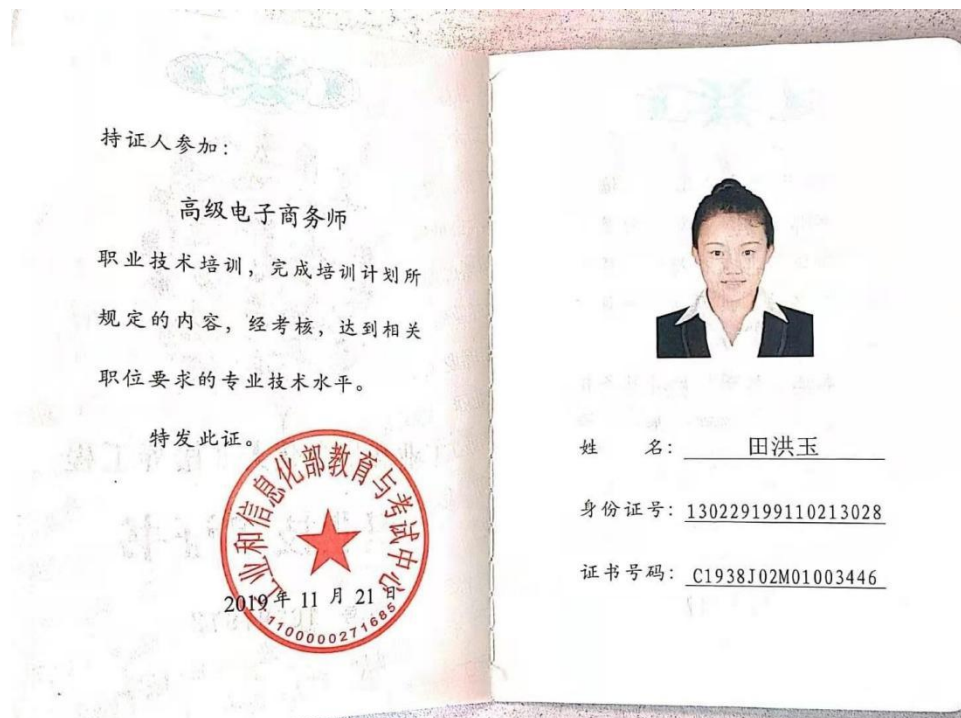 持证人参加：
高级电子商务师
职业技术培训，完成培训计划所
规定的内容，经考核，达到相关
职位要求的专业技术水平。
特发此证。
工业和信息化部教育与考试中心
2019年 11 月 21 日
1100000271685
姓 名： 田洪玉
身份证号： 130229199110213028
证书号码： C1938J02M01003446